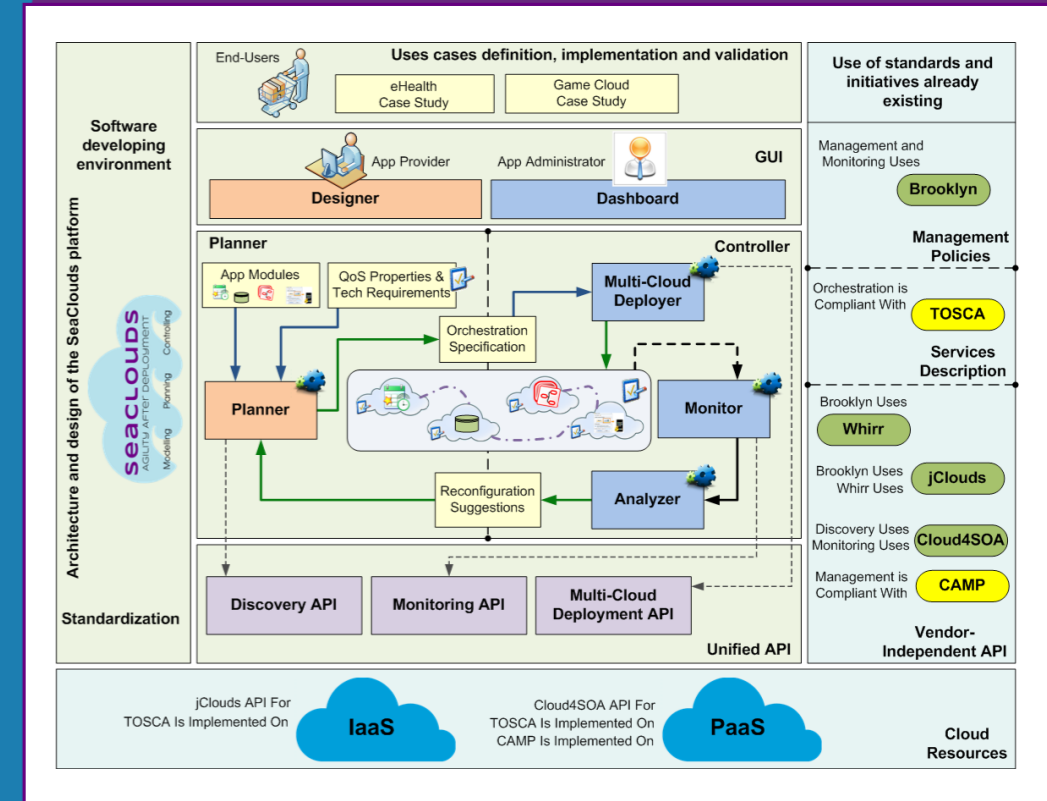 Architecture and design of the SeaClouds platform
Software
developing
environment
seaclouds
AGILITY AFTER DEPLOYMENT
Modelling Planning Controlling
Standardization
End-Users
Uses cases definition, implementation and validation
eHealth
Case Study
Game Cloud
Case Study
App Provider
App Administrator
GUI
Designer
Dashboard
Planner
Controller
App Modules
QoS Properties &
Tech Requirements
Multi-Cloud
Deployer
Orchestration
Specification
Planner
Monitor
Reconfiguration
Suggestions
Analyzer
Discovery API
Monitoring API
Multi-Cloud
Deployment API
Unified API
Use of standards and
initiatives already
existing
Management and
Monitoring Uses
Brooklyn
Management
Policies
Orchestration is
Compliant With
TOSCA
Services
Description
Brooklyn Uses
Whirr
Brooklyn Uses
Whirr Uses
jClouds
Discovery Uses
Monitoring Uses
Cloud4SOA
Management is
Compliant With
CAMP
Vendor-
Independent API
jClouds API For
TOSCA Is Implemented On
IaaS
Cloud4SOA API For
TOSCA Is Implemented On
CAMP Is Implemented On
PaaS
Cloud
Resources